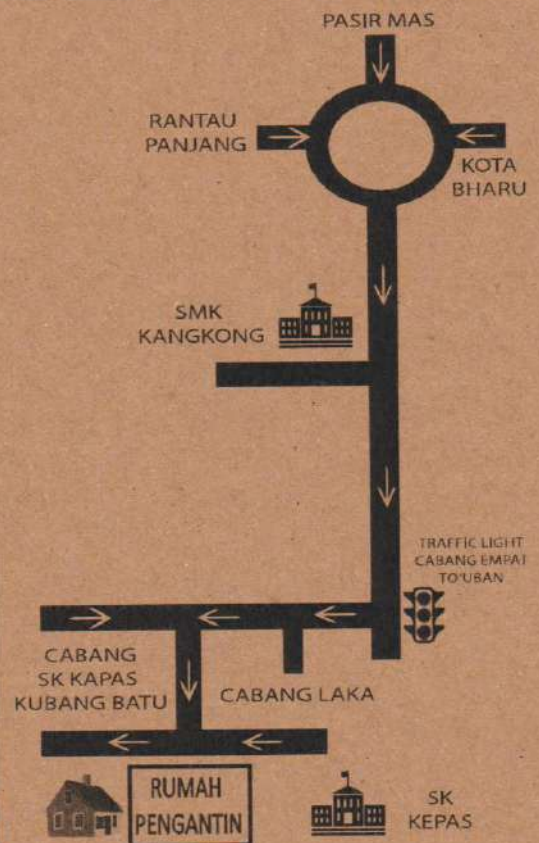 PASIR MAS
RANTAU
PANJANG
KOTA
BHARU
SMK
KANGKONG
TRAFFIC LIGHT
CABANG EMPAT
TO'UBAN
CABANG
SK KAPAS
KUBANG BATU
CABANG LAKA
RUMAH
PENGANTIN
SK
KEPAS